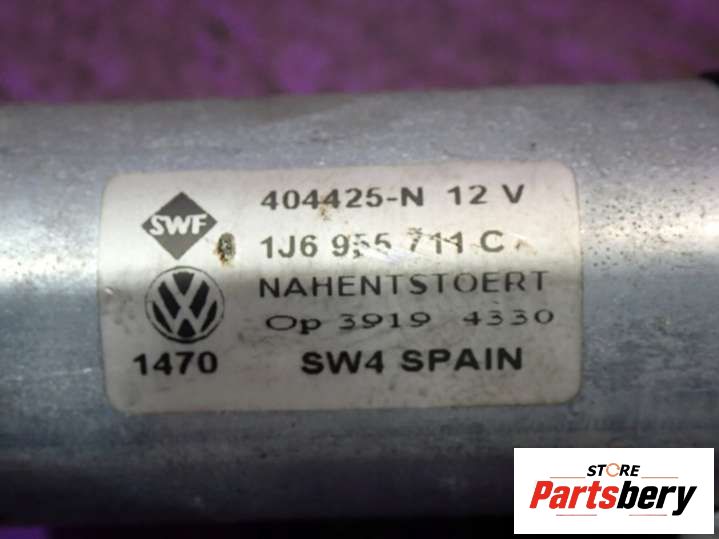 SWF
404425-N 12 V
1J6 955 711 C
NAHENTSTOERT
Op 3919 4330
1470
SW4 SPAIN
STORE
Partsbery